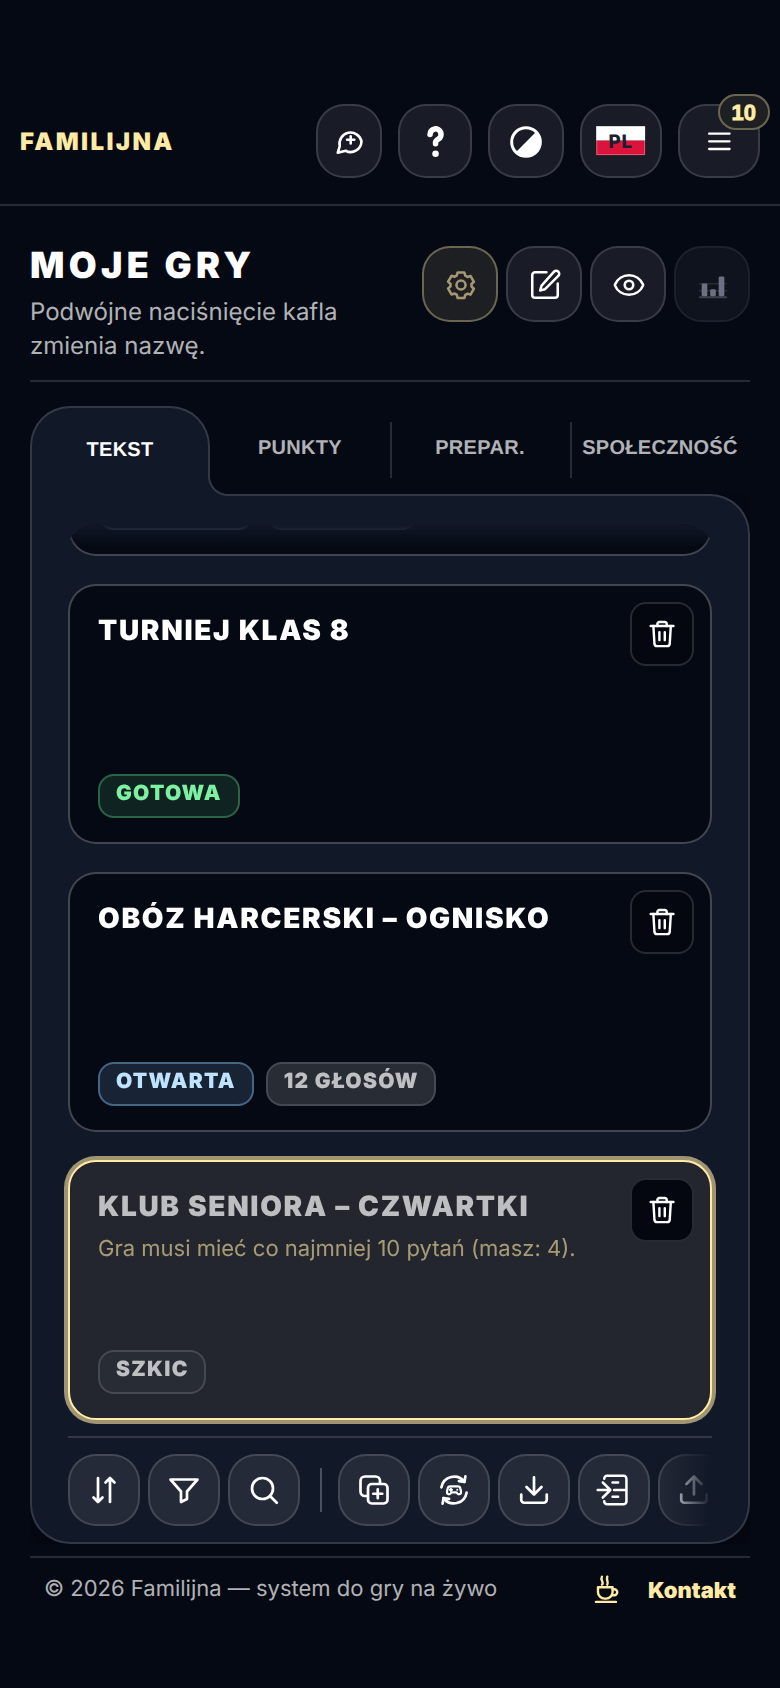 FAMILIJNA
?
PL
10
MOJE GRY
Podwójne naciśnięcie kafla
zmienia nazwę.
TEKST
PUNKTY
PREPAR.
SPOŁECZNOŚĆ
TURNIEJ KLAS 8
GOTOWA
OBÓZ HARCERSKI – OGNISKO
OTWARTA
12 GŁOSÓW
KLUB SENIORA – CZWARTKI
Gra musi mieć co najmniej 10 pytań (masz: 4).
SZKIC
© 2026 Familijna — system do gry na żywo
Kontakt